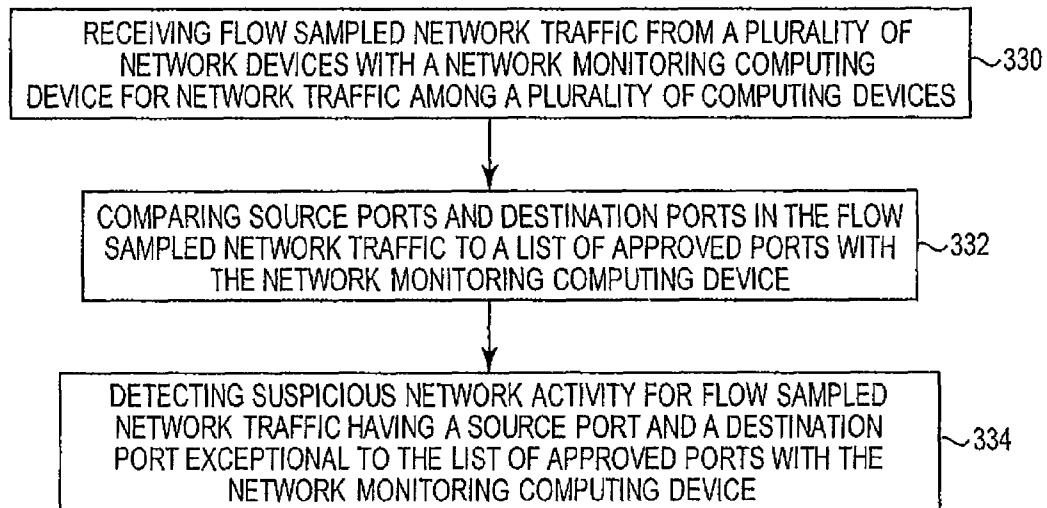 RECEIVING FLOW SAMPLED NETWORK TRAFFIC FROM A PLURALITY OF
NETWORK DEVICES WITH A NETWORK MONITORING COMPUTING
DEVICE FOR NETWORK TRAFFIC AMONG A PLURALITY OF COMPUTING DEVICES
330
COMPARING SOURCE PORTS AND DESTINATION PORTS IN THE FLOW
SAMPLED NETWORK TRAFFIC TO A LIST OF APPROVED PORTS WITH
THE NETWORK MONITORING COMPUTING DEVICE
332
DETECTING SUSPICIOUS NETWORK ACTIVITY FOR FLOW SAMPLED
NETWORK TRAFFIC HAVING A SOURCE PORT AND A DESTINATION
PORT EXCEPTIONAL TO THE LIST OF APPROVED PORTS WITH THE
NETWORK MONITORING COMPUTING DEVICE
334